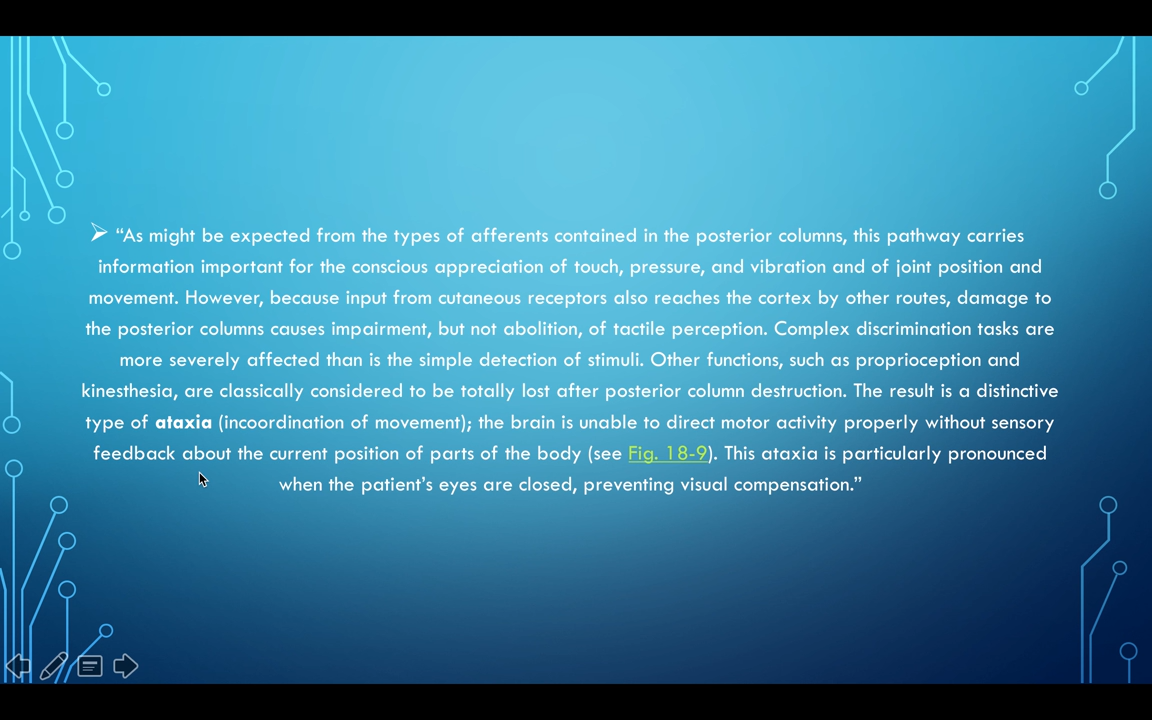 “As might be expected from the types of afferents contained in the posterior columns, this pathway carries
information important for the conscious appreciation of touch, pressure, and vibration and of joint position and
movement. However, because input from cutaneous receptors also reaches the cortex by other routes, damage to
the posterior columns causes impairment, but not abolition, of tactile perception. Complex discrimination tasks are
more severely affected than is the simple detection of stimuli. Other functions, such as proprioception and
kinesthesia, are classically considered to be totally lost after posterior column destruction. The result is a distinctive
type of ataxia (incoordination of movement); the brain is unable to direct motor activity properly without sensory
feedback about the current position of parts of the body (see Fig. 18-9). This ataxia is particularly pronounced
when the patient’s eyes are closed, preventing visual compensation.”